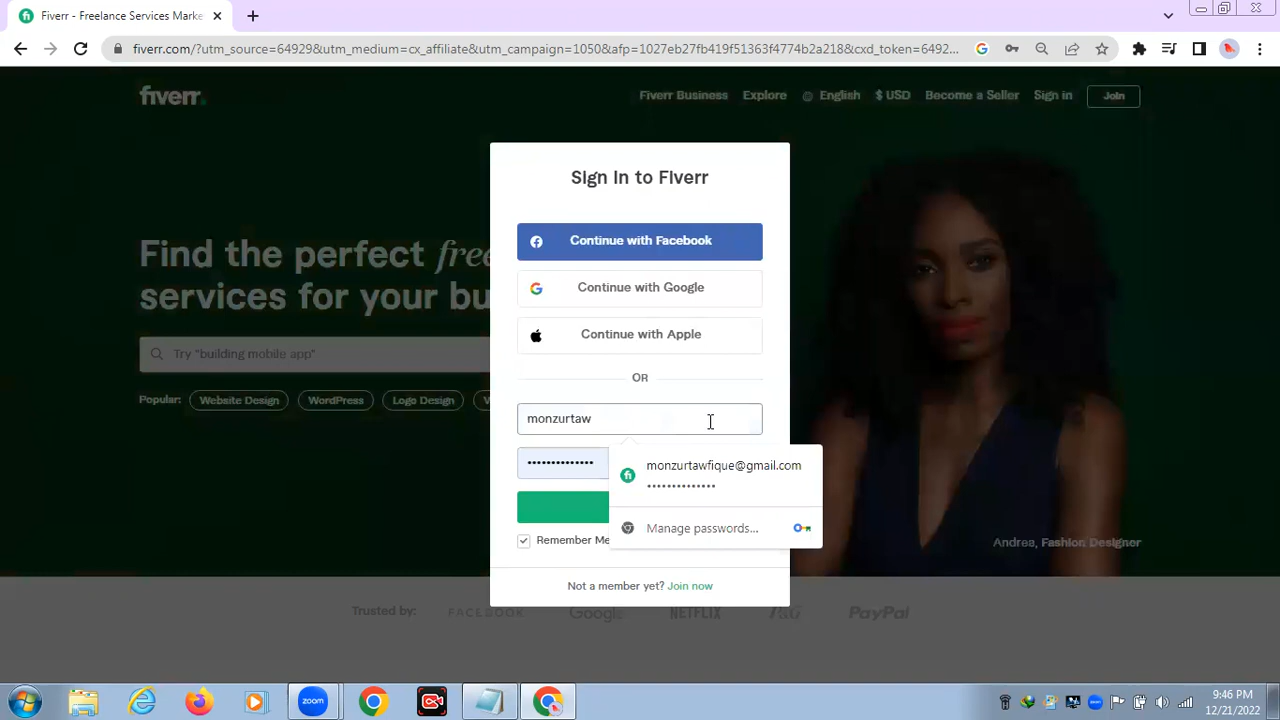 Fiverr - Freelance Services Marke
fiverr.com/?utm_source=64929&utm_medium=cx_affiliate&utm_campaign=1050&afp=1027eb27fb419f51363f4774b2a218&cxd_token=6492...
fiverr.
Fiverr Business
Explore
English
$ USD
Become a Seller
Sign in
Join
Find the perfect free
services for your bu
Try "building mobile app"
Popular:
Website Design
WordPress
Logo Design
Sign In to Fiverr
Continue with Facebook
Continue with Google
Continue with Apple
OR
monzurtaw
••••••••••••••
monzurtawfique@gmail.com
••••••••••••••
Manage passwords...
Remember Me
Not a member yet? Join now
Andrea, Fashion Designer
Trusted by:
FACEBOOK
Google
NETFLIX
P&G
PayPal
zoom
9:46 PM
12/21/2022